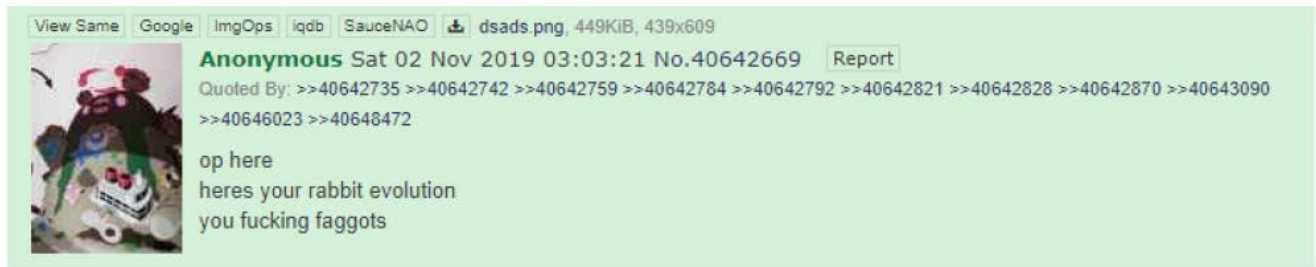 View Same Google ImgOps iqdb SauceNAO dsads.png, 449KiB, 439x609
Anonymous Sat 02 Nov 2019 03:03:21 No.40642669 Report
Quoted By: >>40642735 >>40642742 >>40642759 >>40642784 >>40642792 >>40642821 >>40642828 >>40642870 >>40643090
>>40646023 >>40648472
op here
heres your rabbit evolution
you fucking faggots